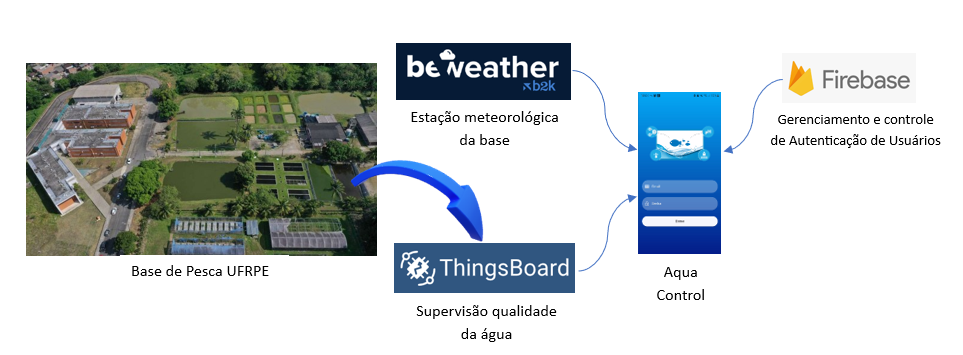 beWeather
b2k
Estação meteorológica
da base
Firebase
Gerenciamento e controle
de Autenticação de Usuários
Base de Pesca UFRPE
ThingsBoard
Supervisão qualidade
da água
Email
Senha
Entrar
Aqua
Control